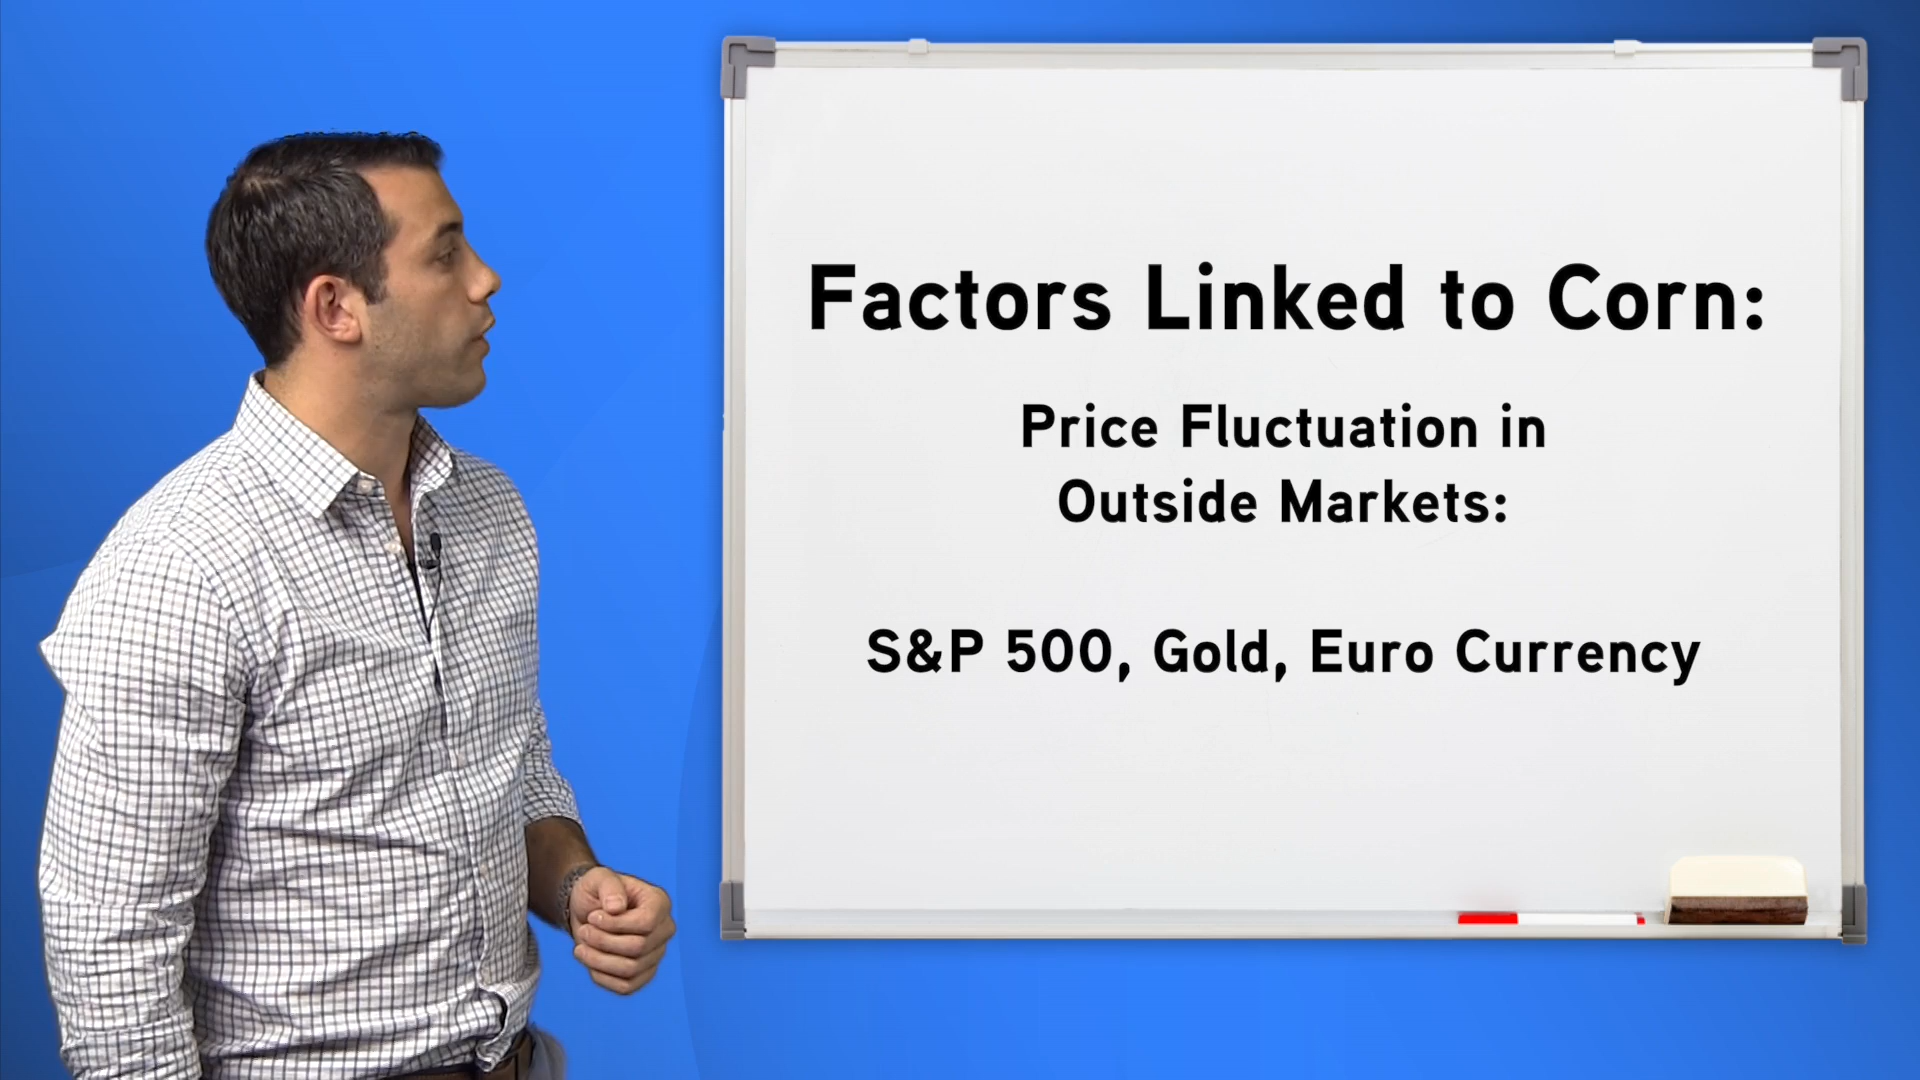 Factors Linked to Corn:
Price Fluctuation in
Outside Markets:
S&P 500, Gold, Euro Currency